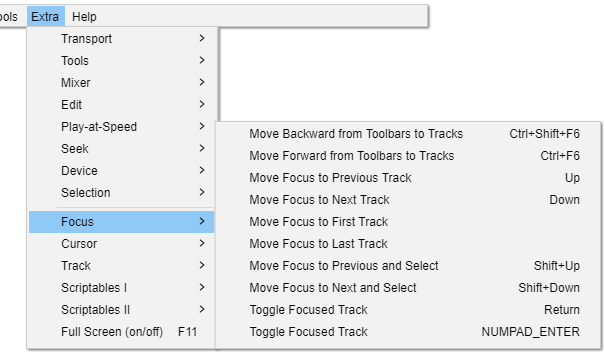 ools Extra Help
Transport
Tools
Mixer
Edit
Play-at-Speed
Seek
Device
Selection
Focus
Cursor
Track
Scriptables I
Scriptables II
Full Screen (on/off) F11
Move Backward from Toolbars to Tracks Ctrl+Shift+F6
Move Forward from Toolbars to Tracks Ctrl+F6
Move Focus to Previous Track Up
Move Focus to Next Track Down
Move Focus to First Track
Move Focus to Last Track
Move Focus to Previous and Select Shift+Up
Move Focus to Next and Select Shift+Down
Toggle Focused Track Return
Toggle Focused Track NUMPAD_ENTER